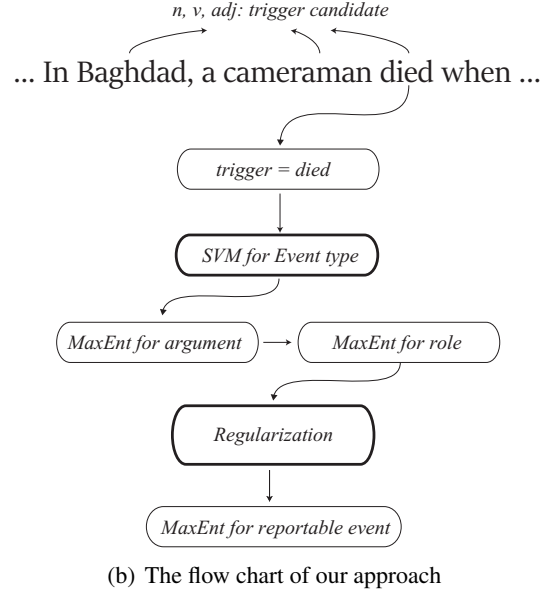 n, v, adj: trigger candidate
... In Baghdad, a cameraman died when ...
trigger = died
SVM for Event type
MaxEnt for argument
MaxEnt for role
Regularization
MaxEnt for reportable event
(b) The flow chart of our approach